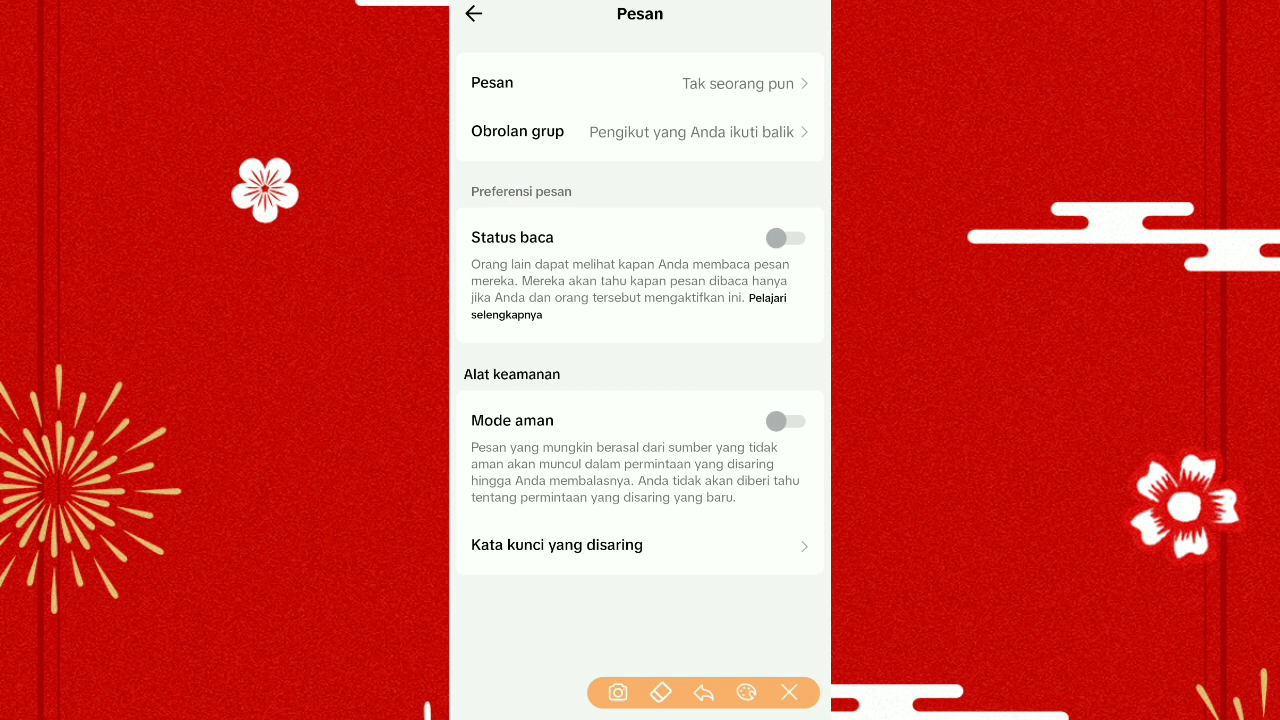 Pesan
Pesan Tak seorang pun
Obrolan grup Pengikut yang Anda ikuti balik
Preferensi pesan
Status baca
Orang lain dapat melihat kapan Anda membaca pesan
mereka. Mereka akan tahu kapan pesan dibaca hanya
jika Anda dan orang tersebut mengaktifkan ini. Pelajari
selengkapnya
Alat keamanan
Mode aman
Pesan yang mungkin berasal dari sumber yang tidak
aman akan muncul dalam permintaan yang disaring
hingga Anda membalasnya. Anda tidak akan diberi tahu
tentang permintaan yang disaring yang baru.
Kata kunci yang disaring